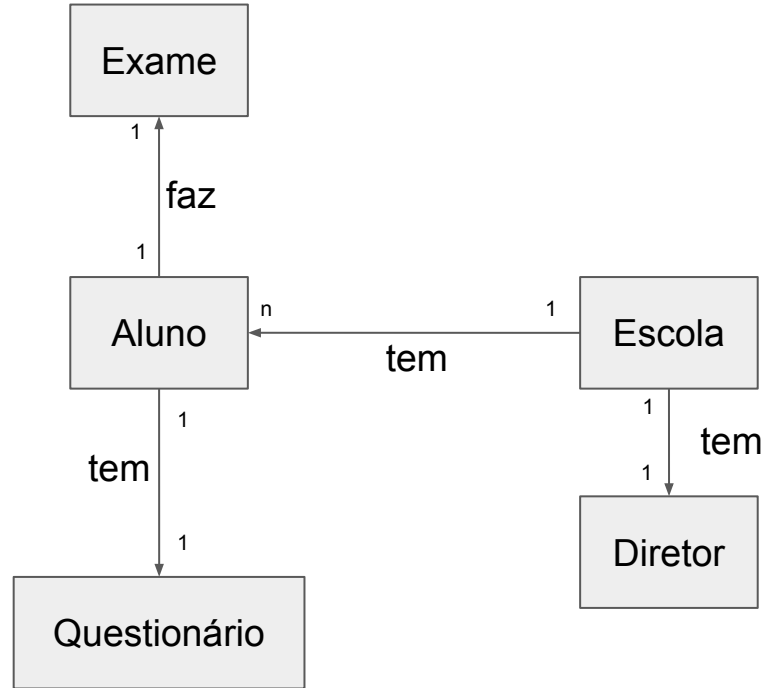 Exame
1
faz
1
Aluno
n
1
tem
Escola
1
tem
1
tem
1
1
Diretor
Questionário